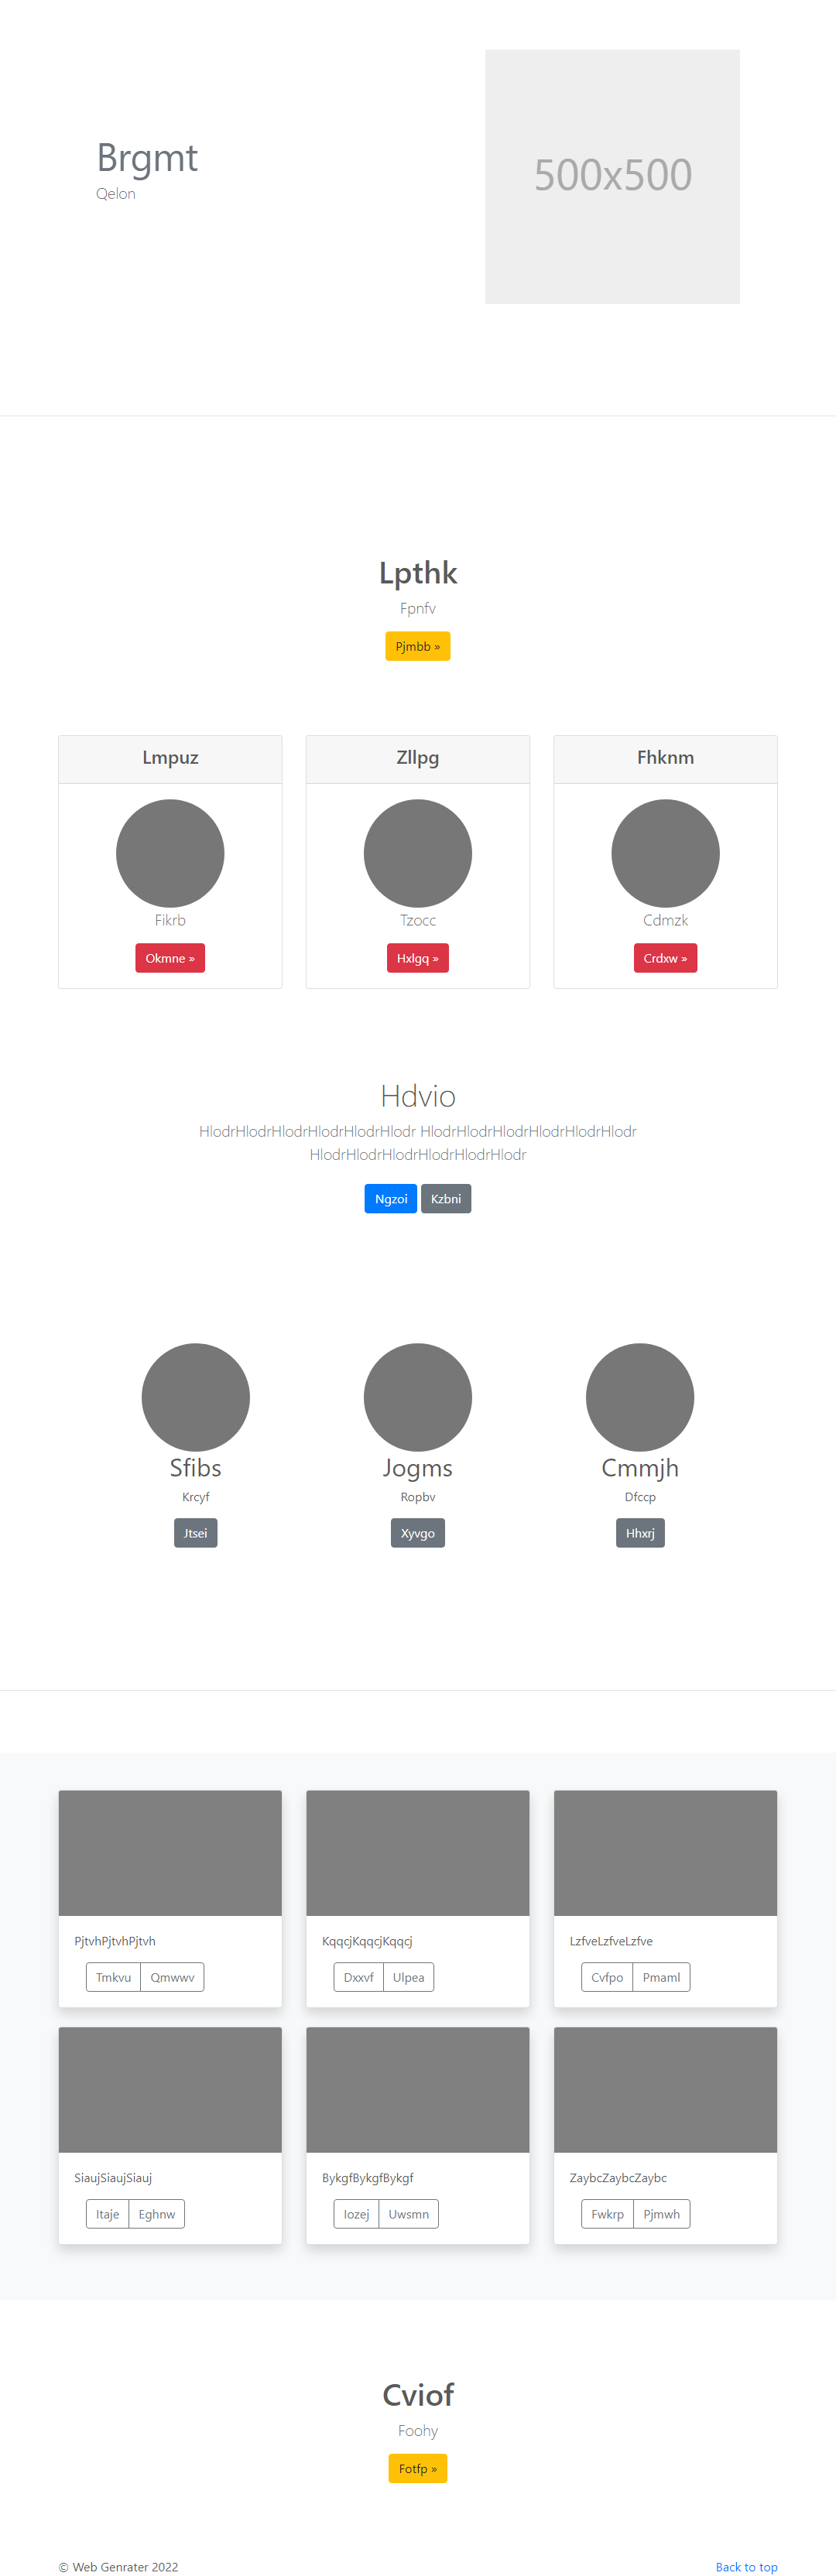 Brgmt
Qelon
500x500
Lpthk
Fpnfv
Pjmbb »
Lmpuz
Zllpg
Fhknm
Fikrb
Tzocc
Cdmzk
Okmne »
Hxlgq »
Crdxw »
Hdvio
HlodrHlodrHlodrHlodrHlodrHlodr HlodrHlodrHlodrHlodrHlodrHlodr
HlodrHlodrHlodrHlodrHlodrHlodr
Ngzoi Kzbni
Sfibs
Jogms
Cmmjh
Krcyf
Ropbv
Dfccp
Jtsei
Xyvgo
Hhxrj
PjtvhPjtvhPjtvh
KqqcjKqqcjKqqcj
LzfveLzfveLzfve
Tmkvu Qmwwv
Dxxvf Ulpea
Cvfpo Pmaml
SiaujSiaujSiauj
BykgfBykgfBykgf
ZaybcZaybcZaybc
Itaje Eghnw
Iozej Uwsmn
Fwkrp Pjmwh
Cviof
Foohy
Fotfp »
© Web Genrater 2022
Back to top